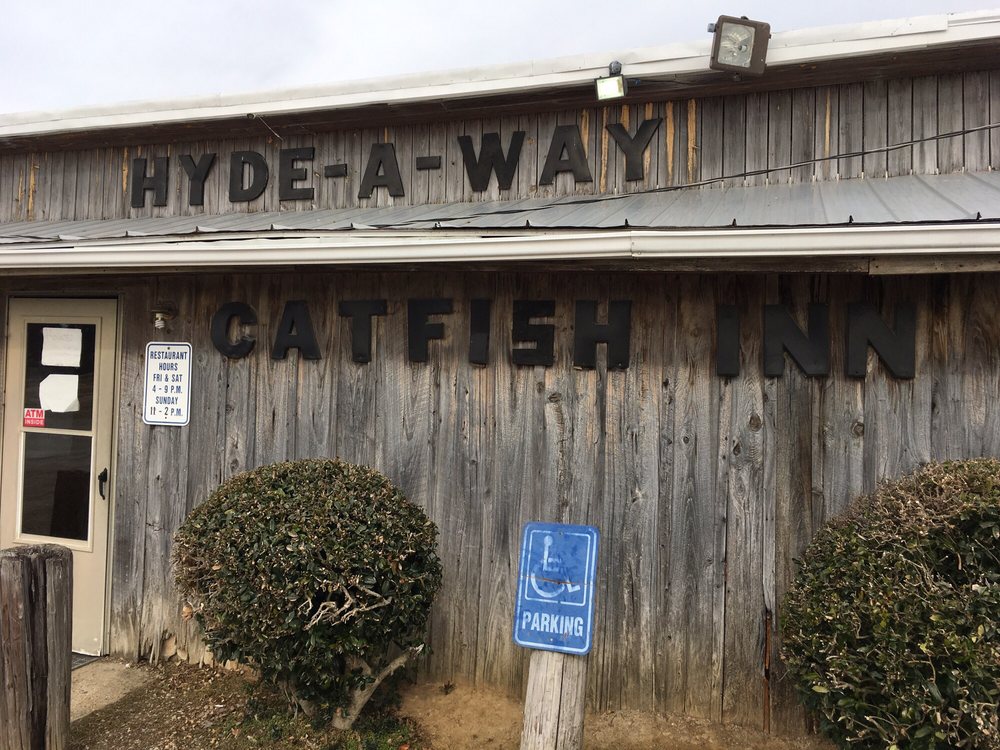 HYDE-A-WAY
CATFISH INN
RESTAURANT
HOURS
FRI & SAT
4 - 9 P.M.
SUNDAY
11 - 2 P.M.
ATM
INSIDE
PARKING